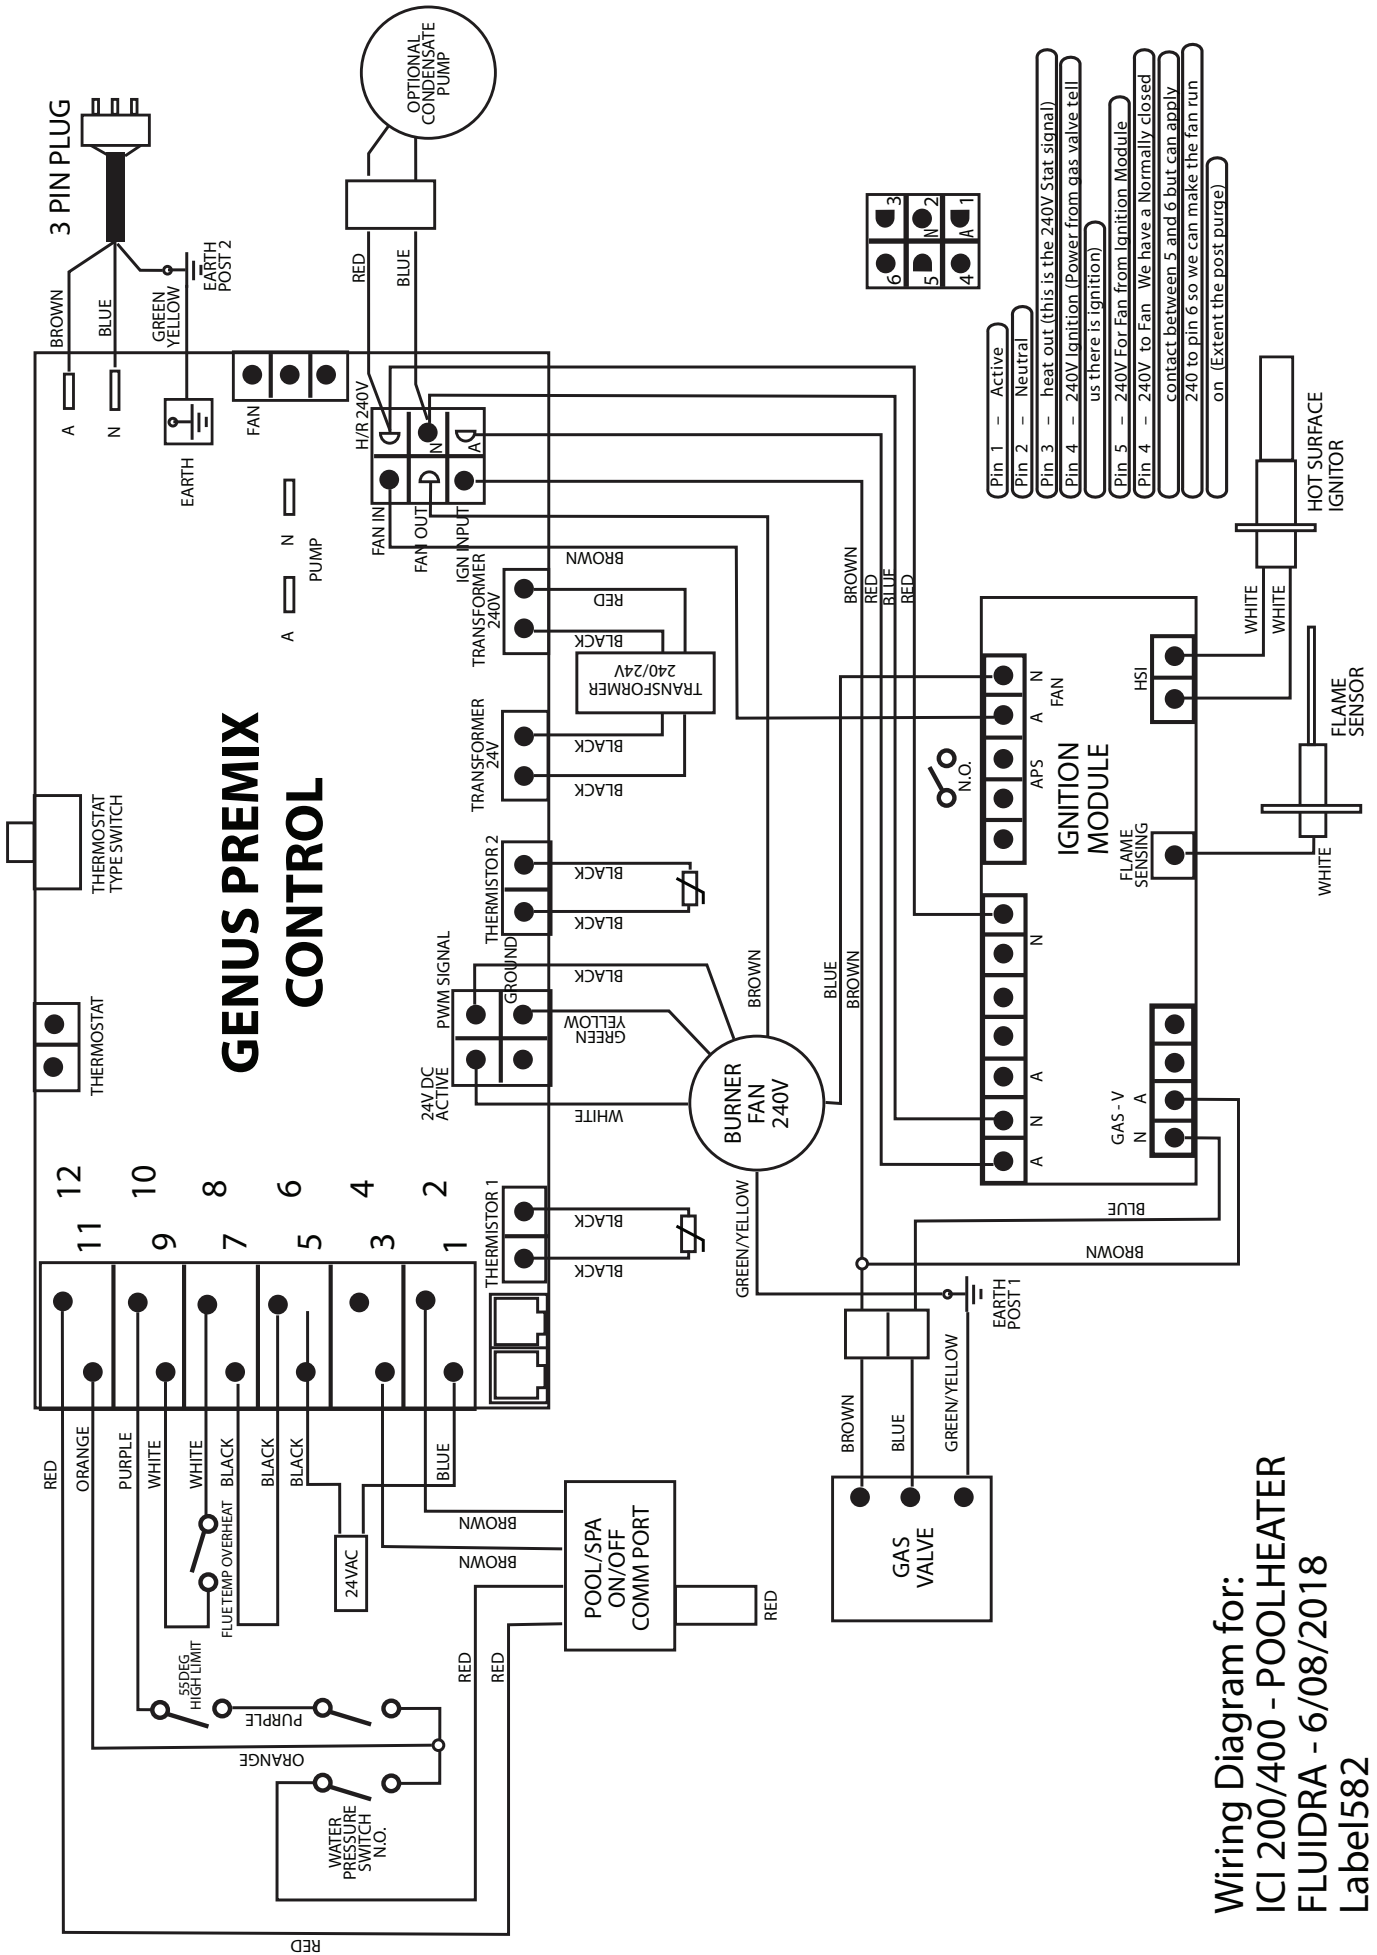 3 PIN PLUG
OPTIONAL
CONDENSATE
PUMP
BROWN
BLUE
GREEN
YELLOW
EARTH
POST 2
RED
BLUE
A
N
EARTH
FAN
H/R 240V
N
A
FAN IN
FAN OUT
IGN INPUT
A
N
PUMP
TRANSFORMER
240V
TRANSFORMER
24V
THERMISTOR 2
PWM SIGNAL
GROUND
24V DC
ACTIVE
THERMISTOR 1
THERMOSTAT
TYPE SWITCH
THERMOSTAT
GENUS PREMIX
CONTROL
12
11
10
9
8
7
6
5
4
3
2
1
BROWN
RED
BLACK
TRANSFORMER
240/24V
BLACK
BLACK
BLACK
BLACK
BLACK
GREEN
YELLOW
WHITE
BLACK
BLACK
BURNER
FAN
240V
BROWN
BLUE
BROWN
GREEN/YELLOW
BROWN
RED
BLUE
RED
3
2
N
1
A
6
5
4
Pin 1 – Active
Pin 2 – Neutral
Pin 3 – heat out (this is the 240V Stat signal)
Pin 4 – 240V Ignition (Power from gas valve tell
us there is ignition)
Pin 5 – 240V For Fan from Ignition Module
Pin 4 – 240V to Fan We have a Normally closed
contact between 5 and 6 but can apply
240 to pin 6 so we can make the fan run
on (Extent the post purge)
HOT SURFACE
IGNITOR
WHITE
WHITE
FLAME
SENSOR
WHITE
N
A
FAN
APS
N.O.
HSI
IGNITION
MODULE
FLAME
SENSING
N
A
N
A
GAS - V
N
A
BLUE
BROWN
EARTH
POST 1
BROWN
BLUE
GREEN/YELLOW
GAS
VALVE
RED
ORANGE
PURPLE
WHITE
WHITE
BLACK
BLACK
BLACK
BLUE
FLUE TEMP OVERHEAT
24VAC
BROWN
BROWN
55DEG
HIGH LIMIT
PURPLE
ORANGE
WATER
PRESSURE
SWITCH
N.O.
RED
RED
RED
POOL/SPA
ON/OFF
COMM PORT
RED
Wiring Diagram for:
ICI 200/400 - POOLHEATER
FLUIDRA - 6/08/2018
Label582